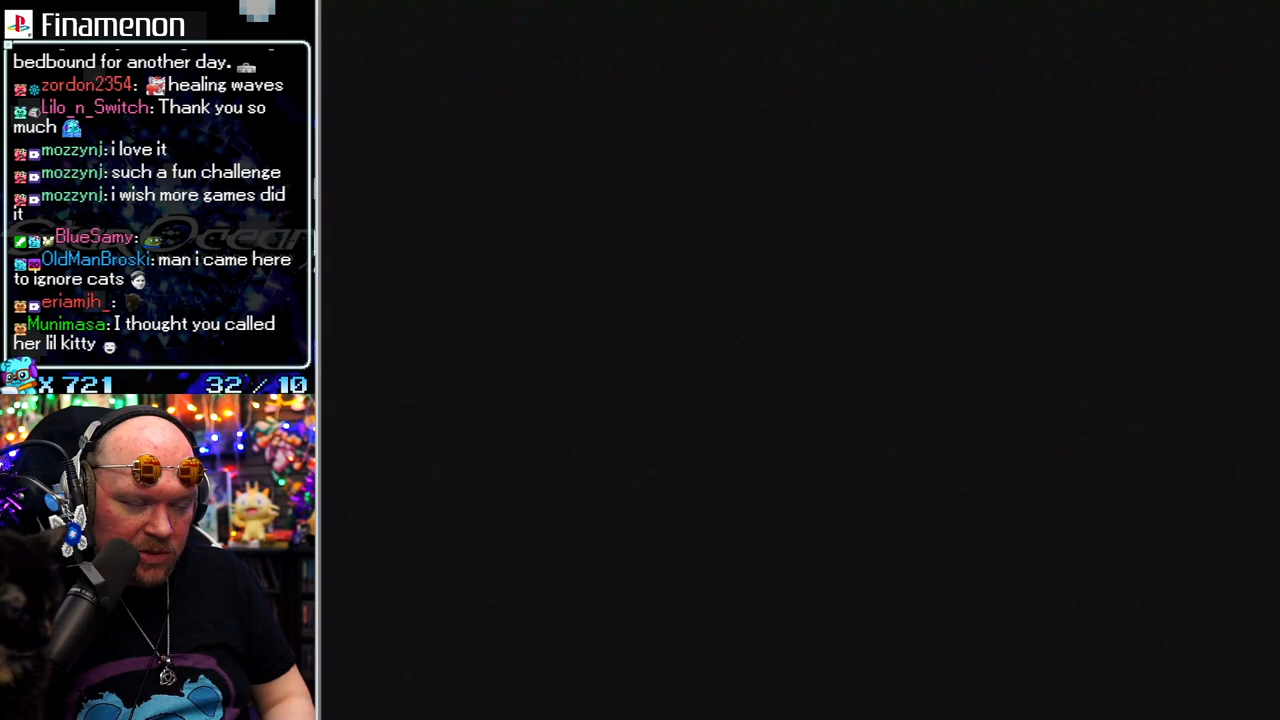 Finamenon
bedbound for another day.
zordon2354: healing waves
Lilo_n_Switch: Thank you so
much
mozzynj: i love it
mozzynj: such a fun challenge
mozzynj: i wish more games did
it
Star Ocean
BlueSamy:
OldManBroski: man i came here
to ignore cats
eriamjh_:
Munimasa: I thought you called
her lil kitty
X 721 32 / 10